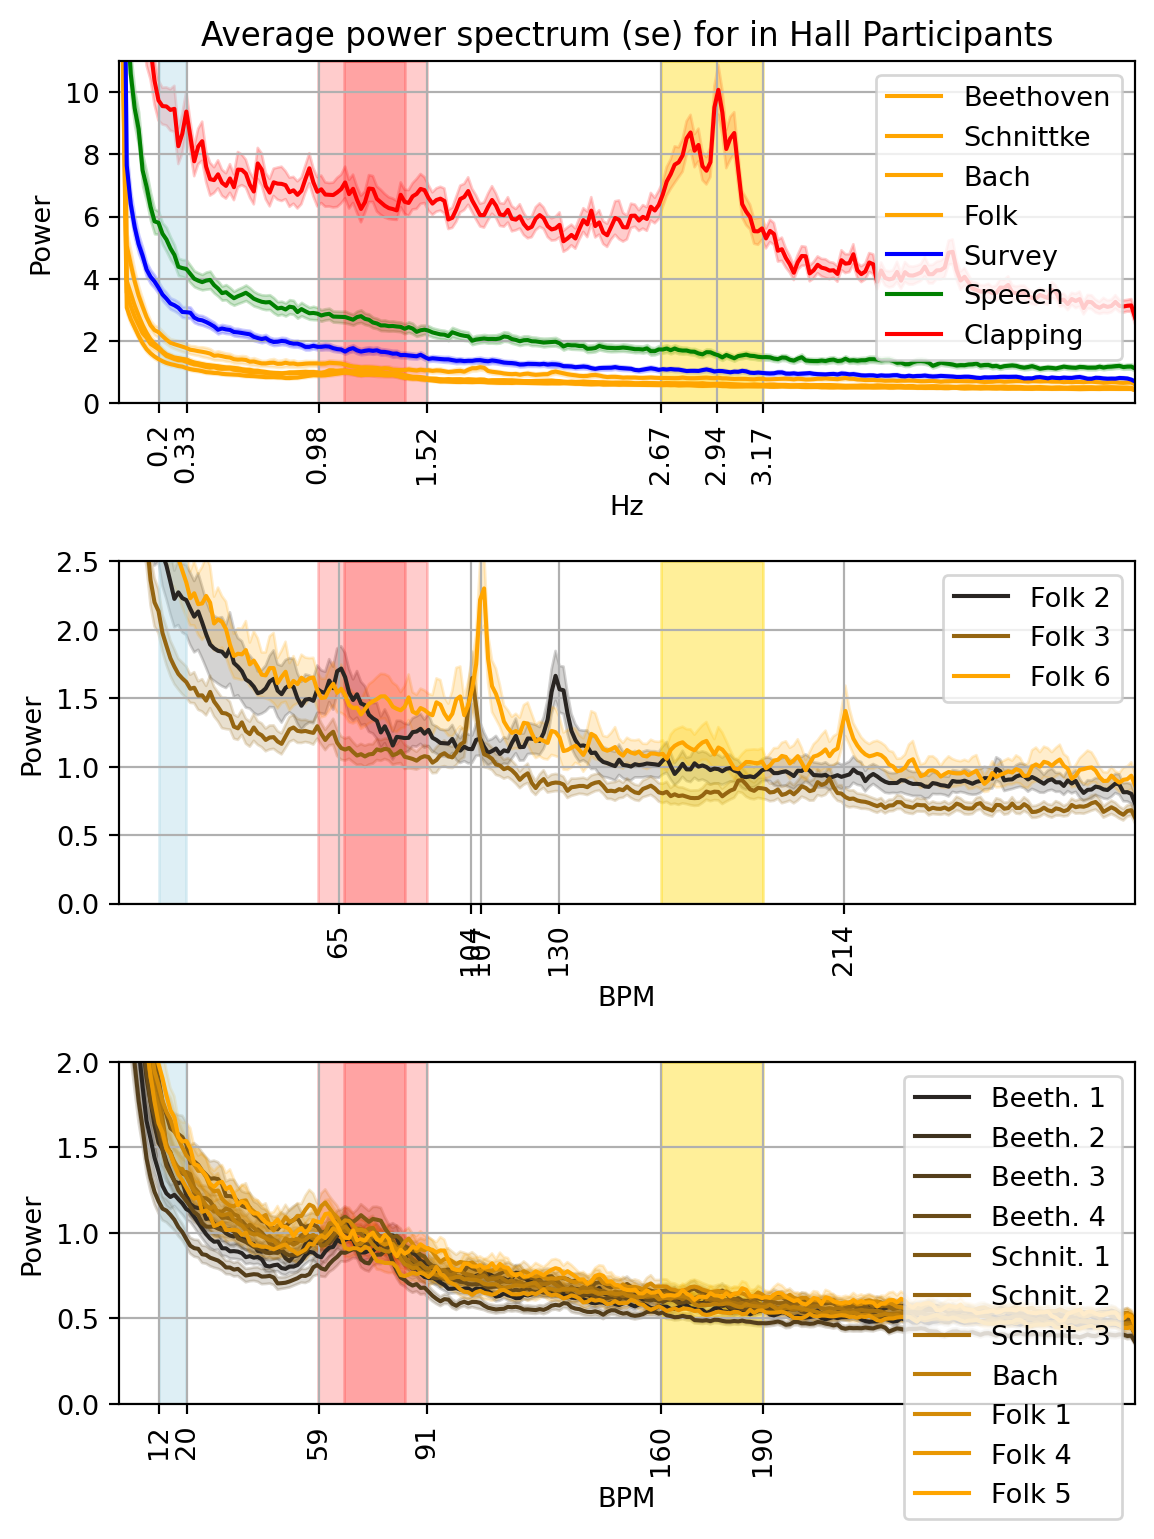 Average power spectrum (se) for in Hall Participants
Power
10
8
6
4
2
0
Beethoven
Schnittke
Bach
Folk
Survey
Speech
Clapping
0.2
0.33
0.98
1.52
2.67
2.94
3.17
Hz
Power
2.5
2.0
1.5
1.0
0.5
0.0
Folk 2
Folk 3
Folk 6
65
104
107
130
214
BPM
Power
2.0
1.5
1.0
0.5
0.0
Beeth. 1
Beeth. 2
Beeth. 3
Beeth. 4
Schnit. 1
Schnit. 2
Schnit. 3
Bach
Folk 1
Folk 4
Folk 5
12
20
59
91
160
190
BPM